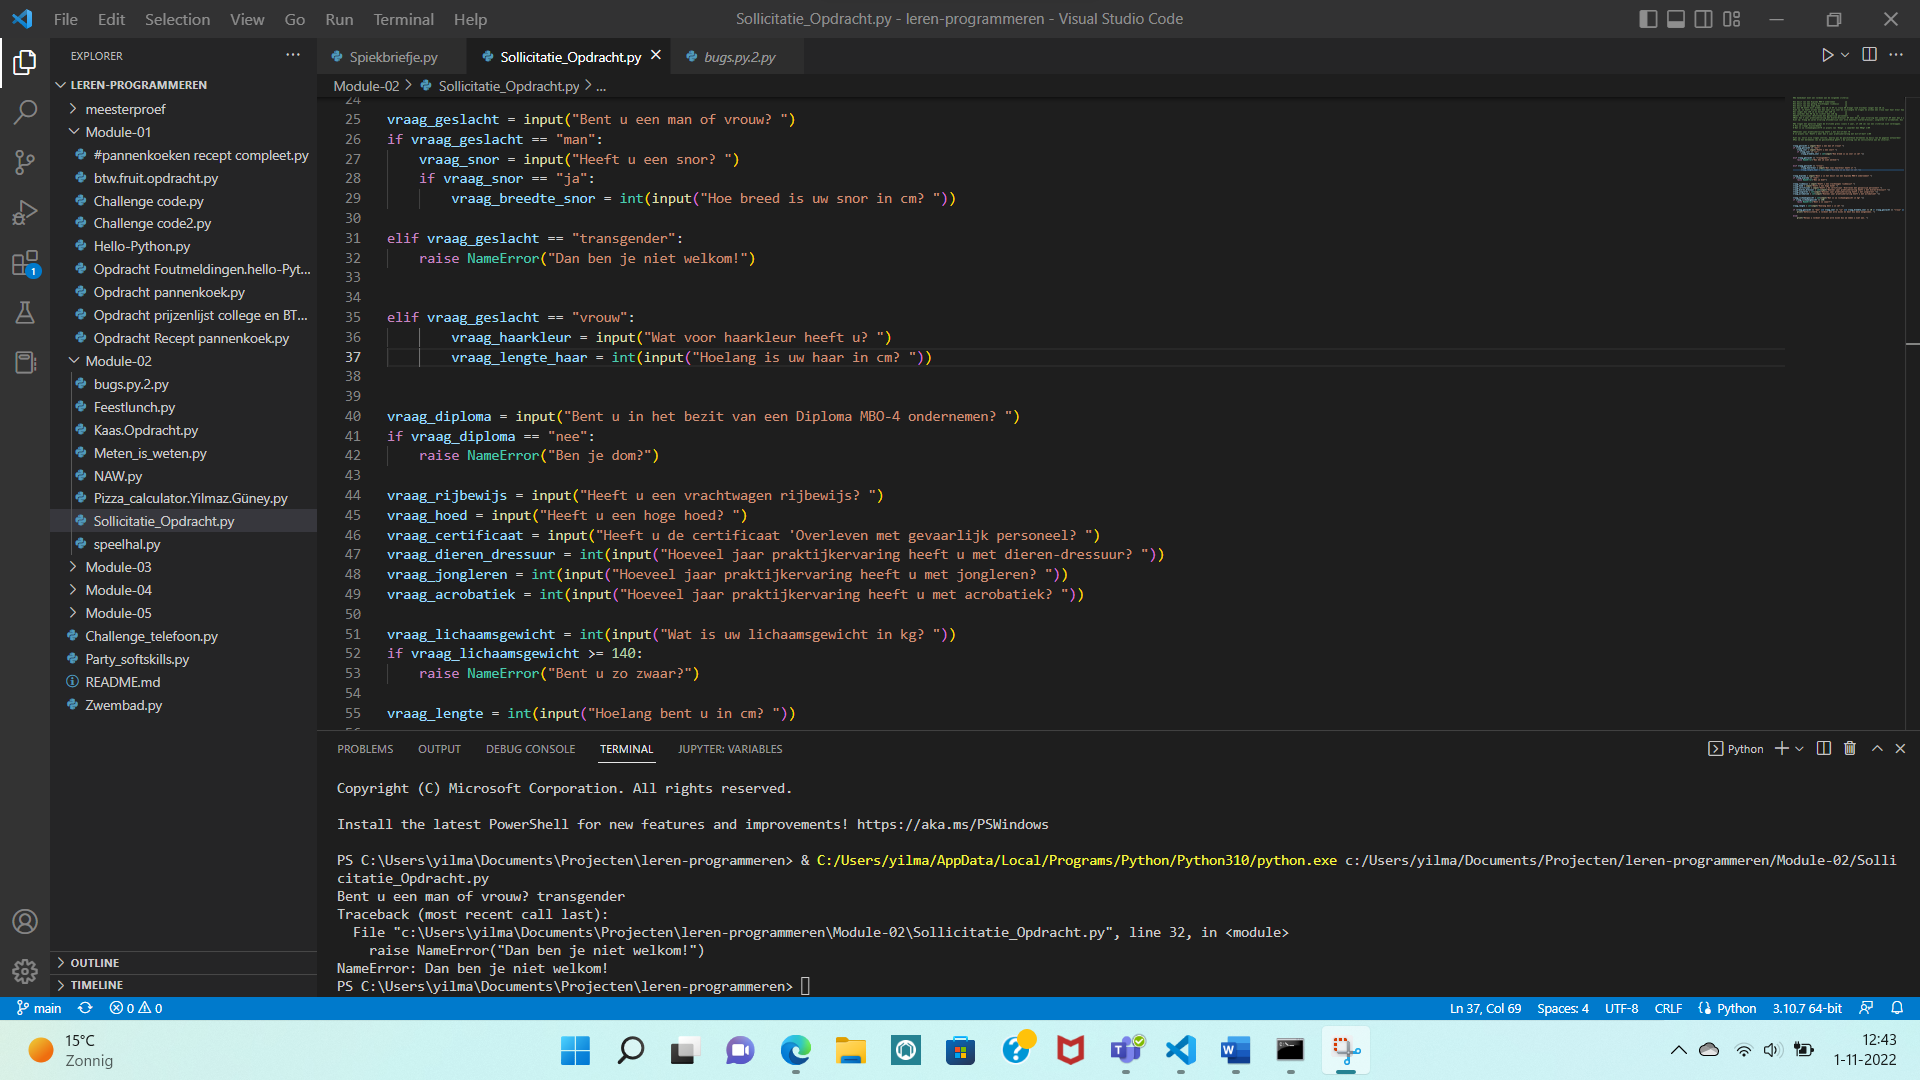 File Edit Selection View Go Run Terminal Help
Sollicitatie_Opdracht.py - leren-programmeren - Visual Studio Code
EXPLORER
LEREN-PROGRAMMEREN
meesterproef
Module-01
#pannenkoeken recept compleet.py
btw.fruit.opdracht.py
Challenge code.py
Challenge code2.py
Hello-Python.py
Opdracht Foutmeldingen.hello-Pyt...
Opdracht pannenkoek.py
Opdracht prijzenlijst college en BT...
Opdracht Recept pannenkoek.py
Module-02
bugs.py.2.py
Feestlunch.py
Kaas.Opdracht.py
Meten_is_weten.py
NAW.py
Pizza_calculator.Yilmaz.Güney.py
Sollicitatie_Opdracht.py
speelhal.py
Module-03
Module-04
Module-05
Challenge_telefoon.py
Party_softskills.py
README.md
Zwembad.py
OUTLINE
TIMELINE
1
Spiekbriefje.py Sollicitatie_Opdracht.py bugs.py.2.py
Module-02 > Sollicitatie_Opdracht.py > ...
24
25 vraag_geslacht = input("Bent u een man of vrouw? ")
26 if vraag_geslacht == "man":
27     vraag_snor = input("Heeft u een snor? ")
28     if vraag_snor == "ja":
29         vraag_breedte_snor = int(input("Hoe breed is uw snor in cm? "))
30
31 elif vraag_geslacht == "transgender":
32     raise NameError("Dan ben je niet welkom!")
33
34
35 elif vraag_geslacht == "vrouw":
36         vraag_haarkleur = input("Wat voor haarkleur heeft u? ")
37         vraag_lengte_haar = int(input("Hoelang is uw haar in cm? "))
38
39
40 vraag_diploma = input("Bent u in het bezit van een Diploma MBO-4 ondernemen? ")
41 if vraag_diploma == "nee":
42     raise NameError("Ben je dom?")
43
44 vraag_rijbewijs = input("Heeft u een vrachtwagen rijbewijs? ")
45 vraag_hoed = input("Heeft u een hoge hoed? ")
46 vraag_certificaat = input("Heeft u de certificaat 'Overleven met gevaarlijk personeel? ")
47 vraag_dieren_dressuur = int(input("Hoeveel jaar praktijkervaring heeft u met dieren-dressuur? "))
48 vraag_jongleren = int(input("Hoeveel jaar praktijkervaring heeft u met jongleren? "))
49 vraag_acrobatiek = int(input("Hoeveel jaar praktijkervaring heeft u met acrobatiek? "))
50
51 vraag_lichaamsgewicht = int(input("Wat is uw lichaamsgewicht in kg? "))
52 if vraag_lichaamsgewicht >= 140:
53     raise NameError("Bent u zo zwaar?")
54
55 vraag_lengte = int(input("Hoelang bent u in cm? "))
PROBLEMS OUTPUT DEBUG CONSOLE TERMINAL JUPYTER: VARIABLES
Python
Copyright (C) Microsoft Corporation. All rights reserved.
Install the latest PowerShell for new features and improvements! https://aka.ms/PSWindows
PS C:\Users\yilma\Documents\Projecten\leren-programmeren> & C:/Users/yilma/AppData/Local/Programs/Python/Python310/python.exe c:/Users/yilma/Documents/Projecten/leren-programmeren/Module-02/Solli
citatie_Opdracht.py
Bent u een man of vrouw? transgender
Traceback (most recent call last):
  File "c:\Users\yilma\Documents\Projecten\leren-programmeren\Module-02\Sollicitatie_Opdracht.py", line 32, in <module>
    raise NameError("Dan ben je niet welkom!")
NameError: Dan ben je niet welkom!
PS C:\Users\yilma\Documents\Projecten\leren-programmeren>
main 0 0 Ln 37, Col 69 Spaces: 4 UTF-8 CRLF Python 3.10.7 64-bit
15°C
Zonnig
12:43
1-11-2022